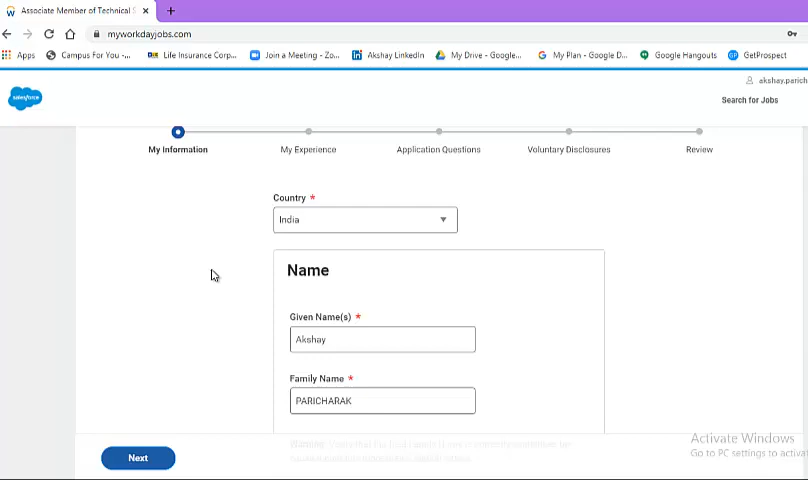 Associate Member of Technical S
myworkdayjobs.com
Apps Campus For You -... Life Insurance Corp... Join a Meeting - Zo... Akshay LinkedIn My Drive - Google... My Plan - Google D... Google Hangouts GetProspect
salesforce
akshay.parich
Search for Jobs
My Information My Experience Application Questions Voluntary Disclosures Review
Country *
India
Name
Given Name(s) *
Akshay
Family Name *
PARICHARAK
Next
Activate Windows
Go to PC settings to activa